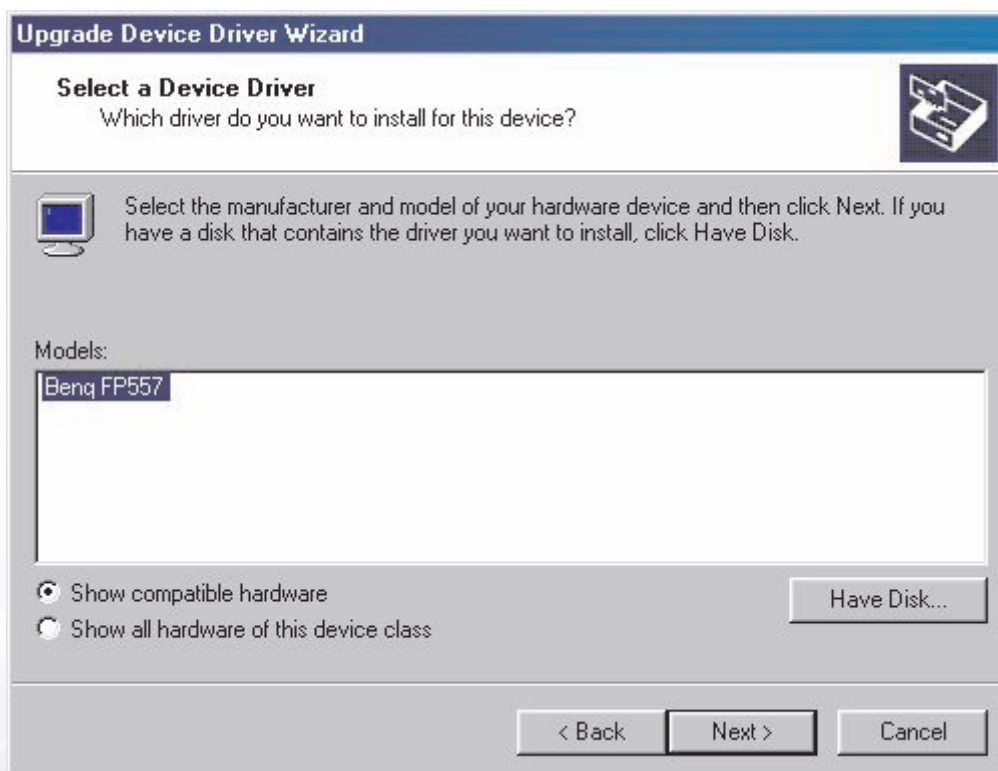 Upgrade Device Driver Wizard
Select a Device Driver
Which driver do you want to install for this device?
Select the manufacturer and model of your hardware device and then click Next. If you
have a disk that contains the driver you want to install, click Have Disk.
Models:
Benq FP557
Show compatible hardware
Show all hardware of this device class
Have Disk...
< Back
Next >
Cancel